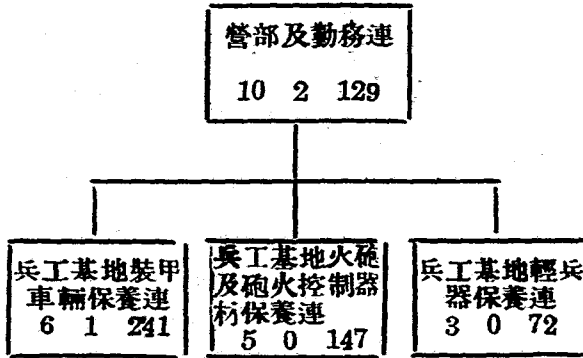 營部及勤務連
10 2 129
兵工基地裝甲
車輛保養連
6 1 241
兵工基地火砲
及砲火控制器
材保養連
5 0 147
兵工基地輕兵
器保養連
3 0 72